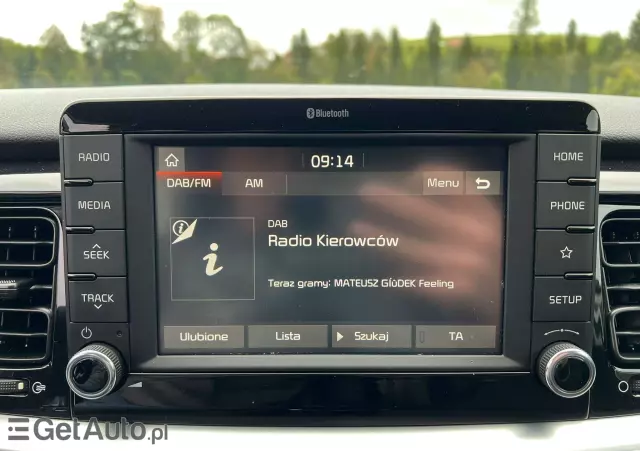 Bluetooth
RADIO
MEDIA
SEEK
TRACK
09:14
DAB/FM AM Menu
DAB
Radio Kierowców
Teraz gramy: MATEUSZ GÍoDEK Feeling
Ulubione Lista Szukaj TA
HOME
PHONE
SETUP
GetAuto.pl